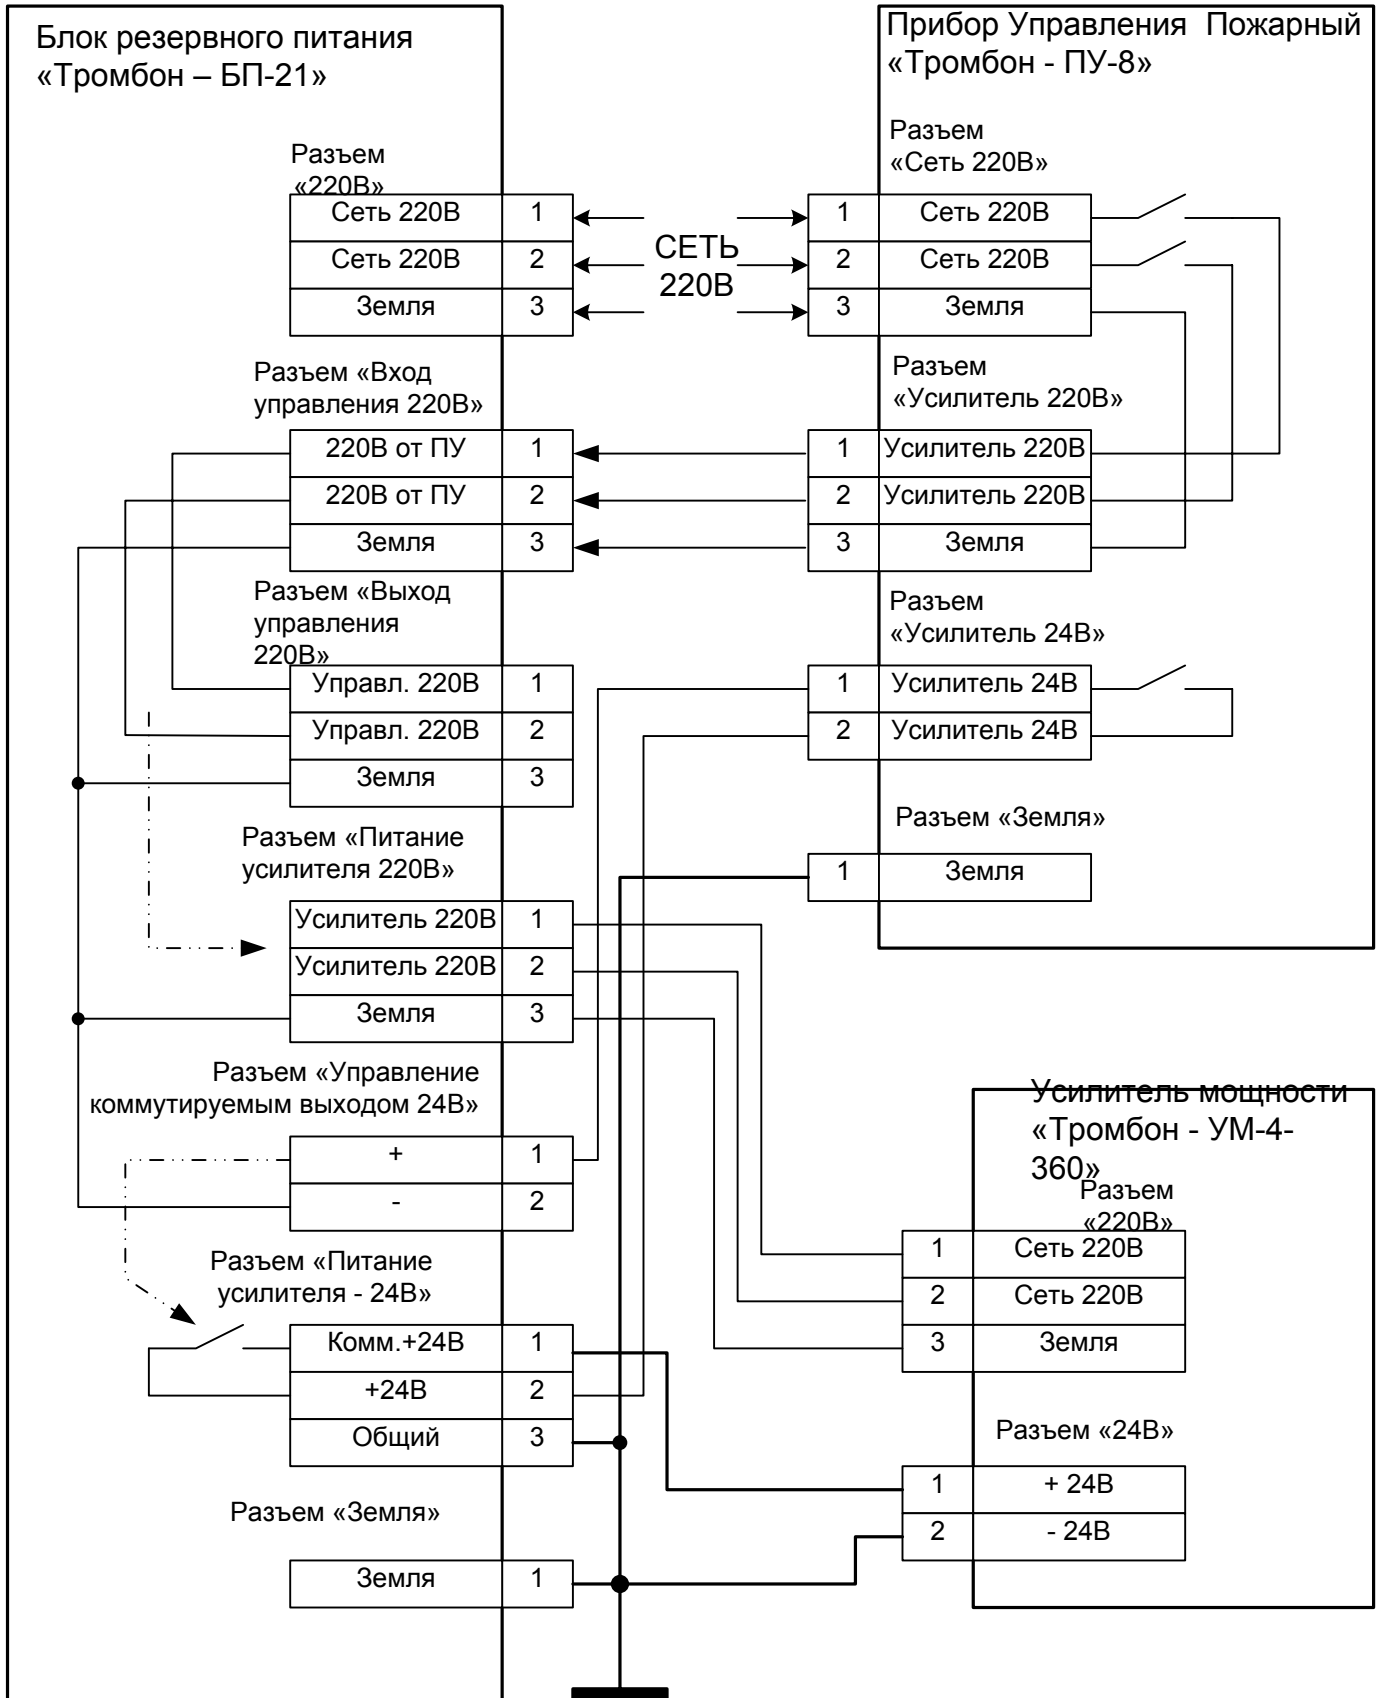 Блок резервного питания
«Тромбон – БП-21»
Разъем
«220В»
Сеть 220В 1
Сеть 220В 2
Земля 3
Разъем «Вход
управления 220В»
220В от ПУ 1
220В от ПУ 2
Земля 3
Разъем «Выход
управления
220В»
Управл. 220В 1
Управл. 220В 2
Земля 3
Разъем «Питание
усилителя 220В»
Усилитель 220В 1
Усилитель 220В 2
Земля 3
Разъем «Управление
коммутируемым выходом 24В»
+ 1
- 2
Разъем «Питание
усилителя - 24В»
Комм.+24В 1
+24В 2
Общий 3
Разъем «Земля»
Земля 1
СЕТЬ
220В
Прибор Управления Пожарный
«Тромбон - ПУ-8»
Разъем
«Сеть 220В»
1 Сеть 220В
2 Сеть 220В
3 Земля
Разъем
«Усилитель 220В»
1 Усилитель 220В
2 Усилитель 220В
3 Земля
Разъем
«Усилитель 24В»
1 Усилитель 24В
2 Усилитель 24В
Разъем «Земля»
1 Земля
Усилитель мощности
«Тромбон - УМ-4-
360»
Разъем
«220В»
1 Сеть 220В
2 Сеть 220В
3 Земля
Разъем «24В»
1 + 24В
2 - 24В